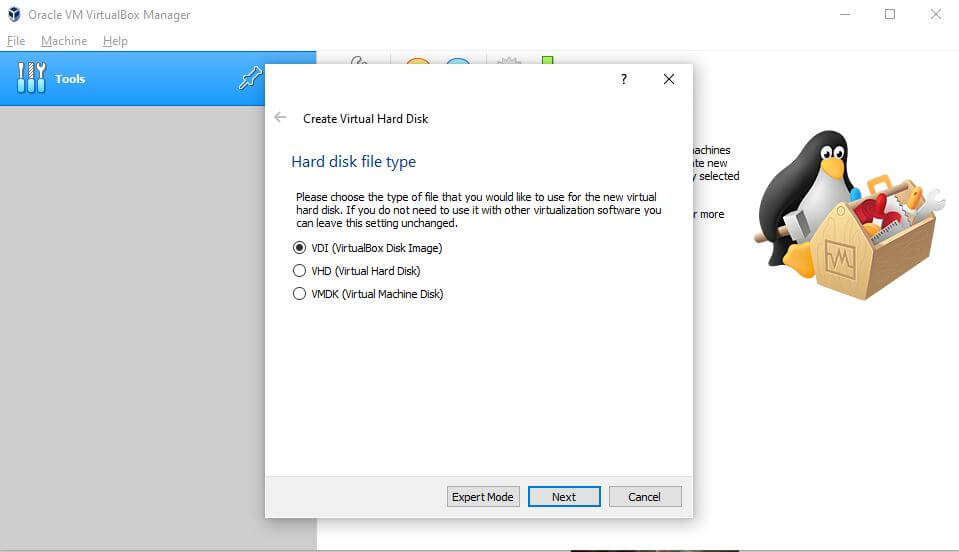 Oracle VM VirtualBox Manager
File Machine Help
Tools
?
Create Virtual Hard Disk
Hard disk file type
Please choose the type of file that you would like to use for the new virtual
hard disk. If you do not need to use it with other virtualization software you
can leave this setting unchanged.
VDI (VirtualBox Disk Image)
VHD (Virtual Hard Disk)
VMDK (Virtual Machine Disk)
Expert Mode Next Cancel
new
selected
more